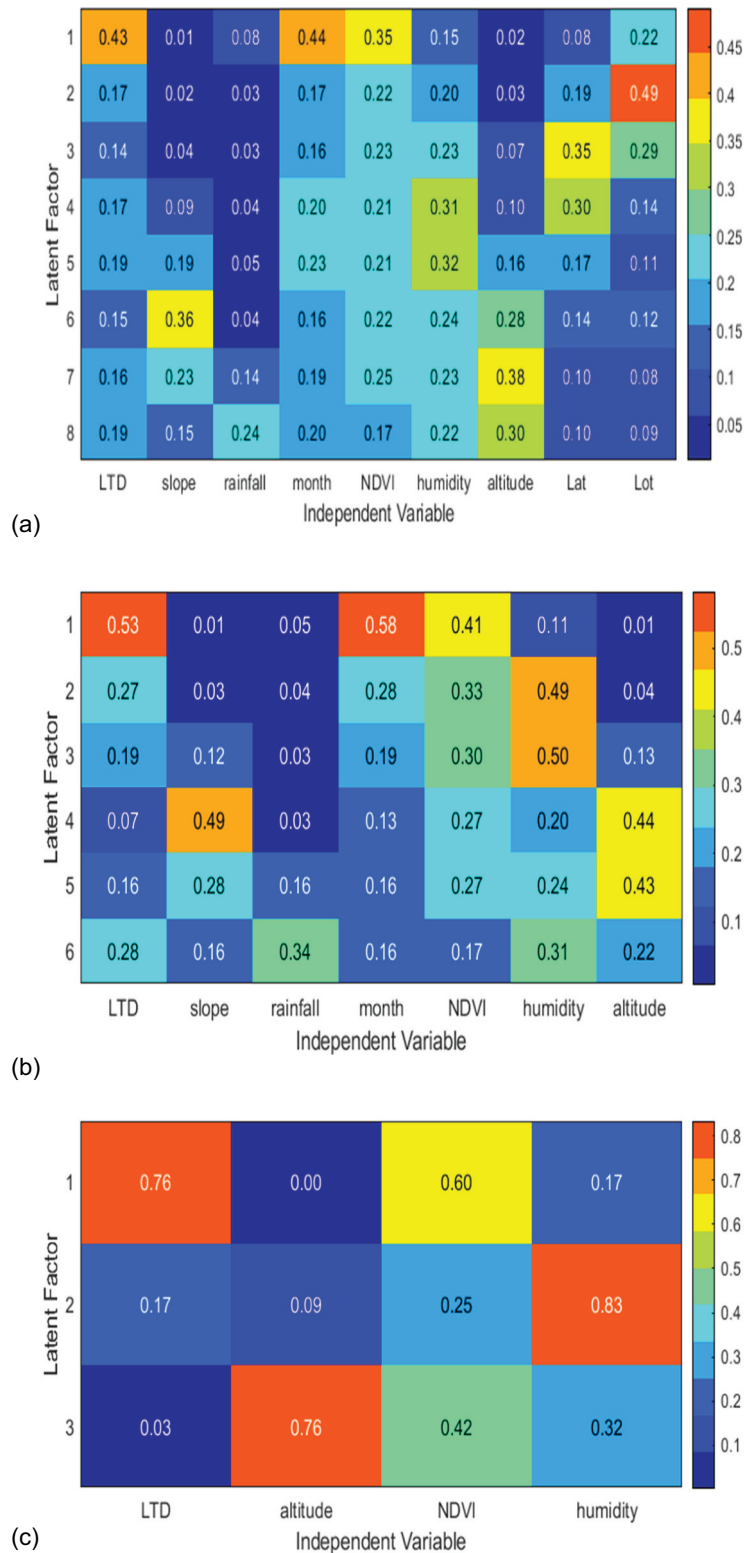 0.45
1 0.43 0.01 0.08 0.44 0.35 0.15 0.02 0.08 0.22
0.4
2 0.17 0.02 0.03 0.17 0.22 0.20 0.03 0.19 0.49
0.35
3 0.14 0.04 0.03 0.16 0.23 0.23 0.07 0.35 0.29
0.3
4 0.17 0.09 0.04 0.20 0.21 0.31 0.10 0.30 0.14
0.25
Latent Factor
5 0.19 0.19 0.05 0.23 0.21 0.32 0.16 0.17 0.11
0.2
6 0.15 0.36 0.04 0.16 0.22 0.24 0.28 0.14 0.12
0.15
7 0.16 0.23 0.14 0.19 0.25 0.23 0.38 0.10 0.08
0.1
8 0.19 0.15 0.24 0.20 0.17 0.22 0.30 0.10 0.09
0.05
LTD slope rainfall month NDVI humidity altitude Lat Lot
Independent Variable
(a)
1 0.53 0.01 0.05 0.58 0.41 0.11 0.01
0.5
2 0.27 0.03 0.04 0.28 0.33 0.49 0.04
0.4
3 0.19 0.12 0.03 0.19 0.30 0.50 0.13
0.3
Latent Factor
4 0.07 0.49 0.03 0.13 0.27 0.20 0.44
0.2
5 0.16 0.28 0.16 0.16 0.27 0.24 0.43
0.1
6 0.28 0.16 0.34 0.16 0.17 0.31 0.22
LTD slope rainfall month NDVI humidity altitude
Independent Variable
(b)
0.8
1 0.76 0.00 0.60 0.17
0.7
0.6
0.5
Latent Factor
2 0.17 0.09 0.25 0.83
0.4
0.3
0.2
3 0.03 0.76 0.42 0.32
0.1
LTD altitude NDVI humidity
Independent Variable
(c)